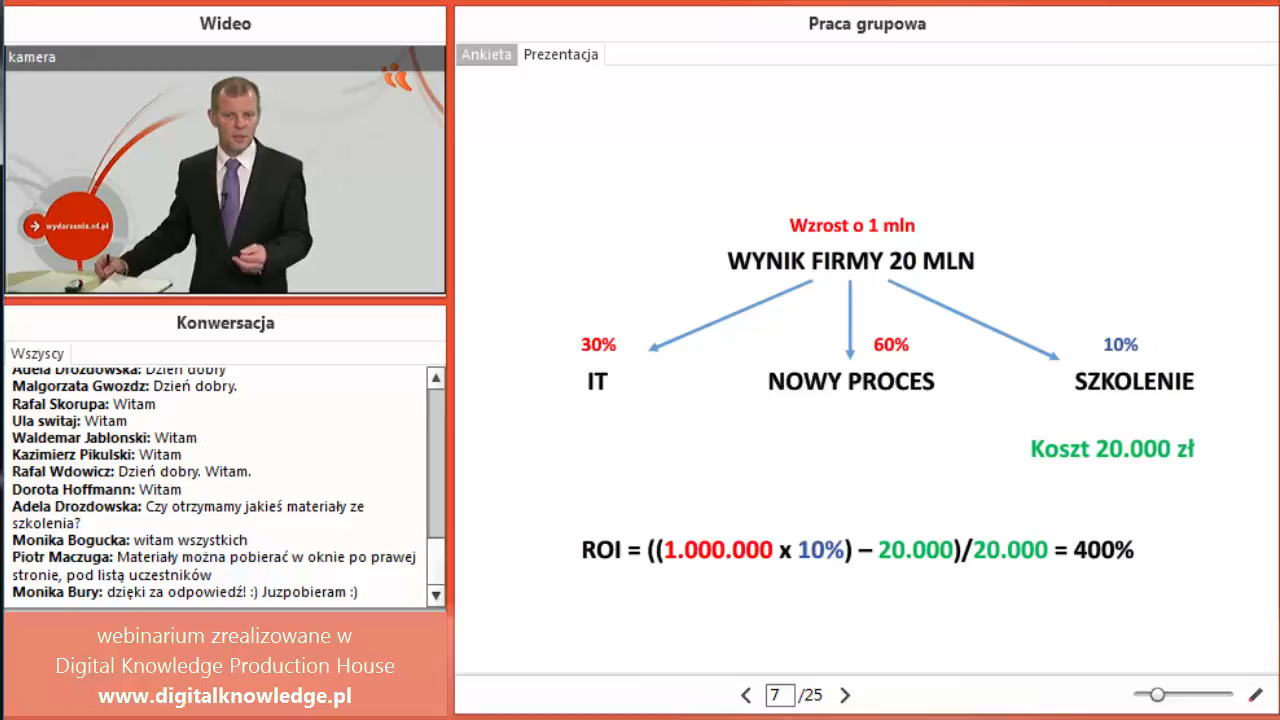 Wideo
kamera
wydarzenia.nf.pl
Konwersacja
Wszyscy
Adela Drozdowska: Dzień dobry
Malgorzata Gwozdz: Dzień dobry.
Rafal Skorupa: Witam
Ula switaj: Witam
Waldemar Jablonski: Witam
Kazimierz Pikulski: Witam
Rafal Wdowicz: Dzień dobry. Witam.
Dorota Hoffmann: Witam
Adela Drozdowska: Czy otrzymamy jakieś materiały ze
szkolenia?
Monika Bogucka: witam wszystkich
Piotr Maczuga: Materiały można pobierać w oknie po prawej
stronie, pod listą uczestników
Monika Bury: dzięki za odpowiedź! :) Juzpobieram :)
webinarium zrealizowane w
Digital Knowledge Production House
www.digitalknowledge.pl
Praca grupowa
Ankieta Prezentacja
Wzrost o 1 mln
WYNIK FIRMY 20 MLN
30% 60% 10%
IT NOWY PROCES SZKOLENIE
Koszt 20.000 zł
ROI = ((1.000.000 x 10%) – 20.000)/20.000 = 400%
7 /25